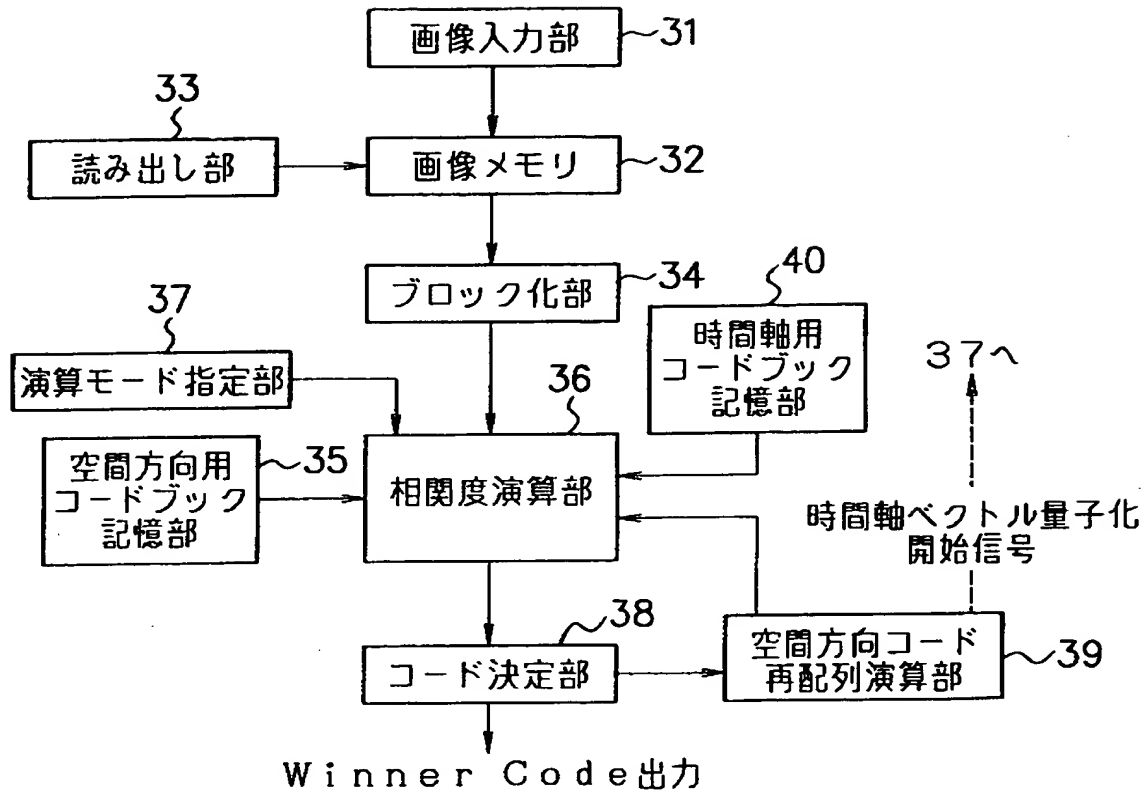 画像入力部
31
33
読み出し部
画像メモリ
32
ブロック化部
34
40
時間軸用
コードブック
記憶部
37へ
37
演算モード指定部
36
空間方向用
コードブック
記憶部
35
相関度演算部
時間軸ベクトル量子化
開始信号
38
コード決定部
空間方向コード
再配列演算部
39
Winner Code出力